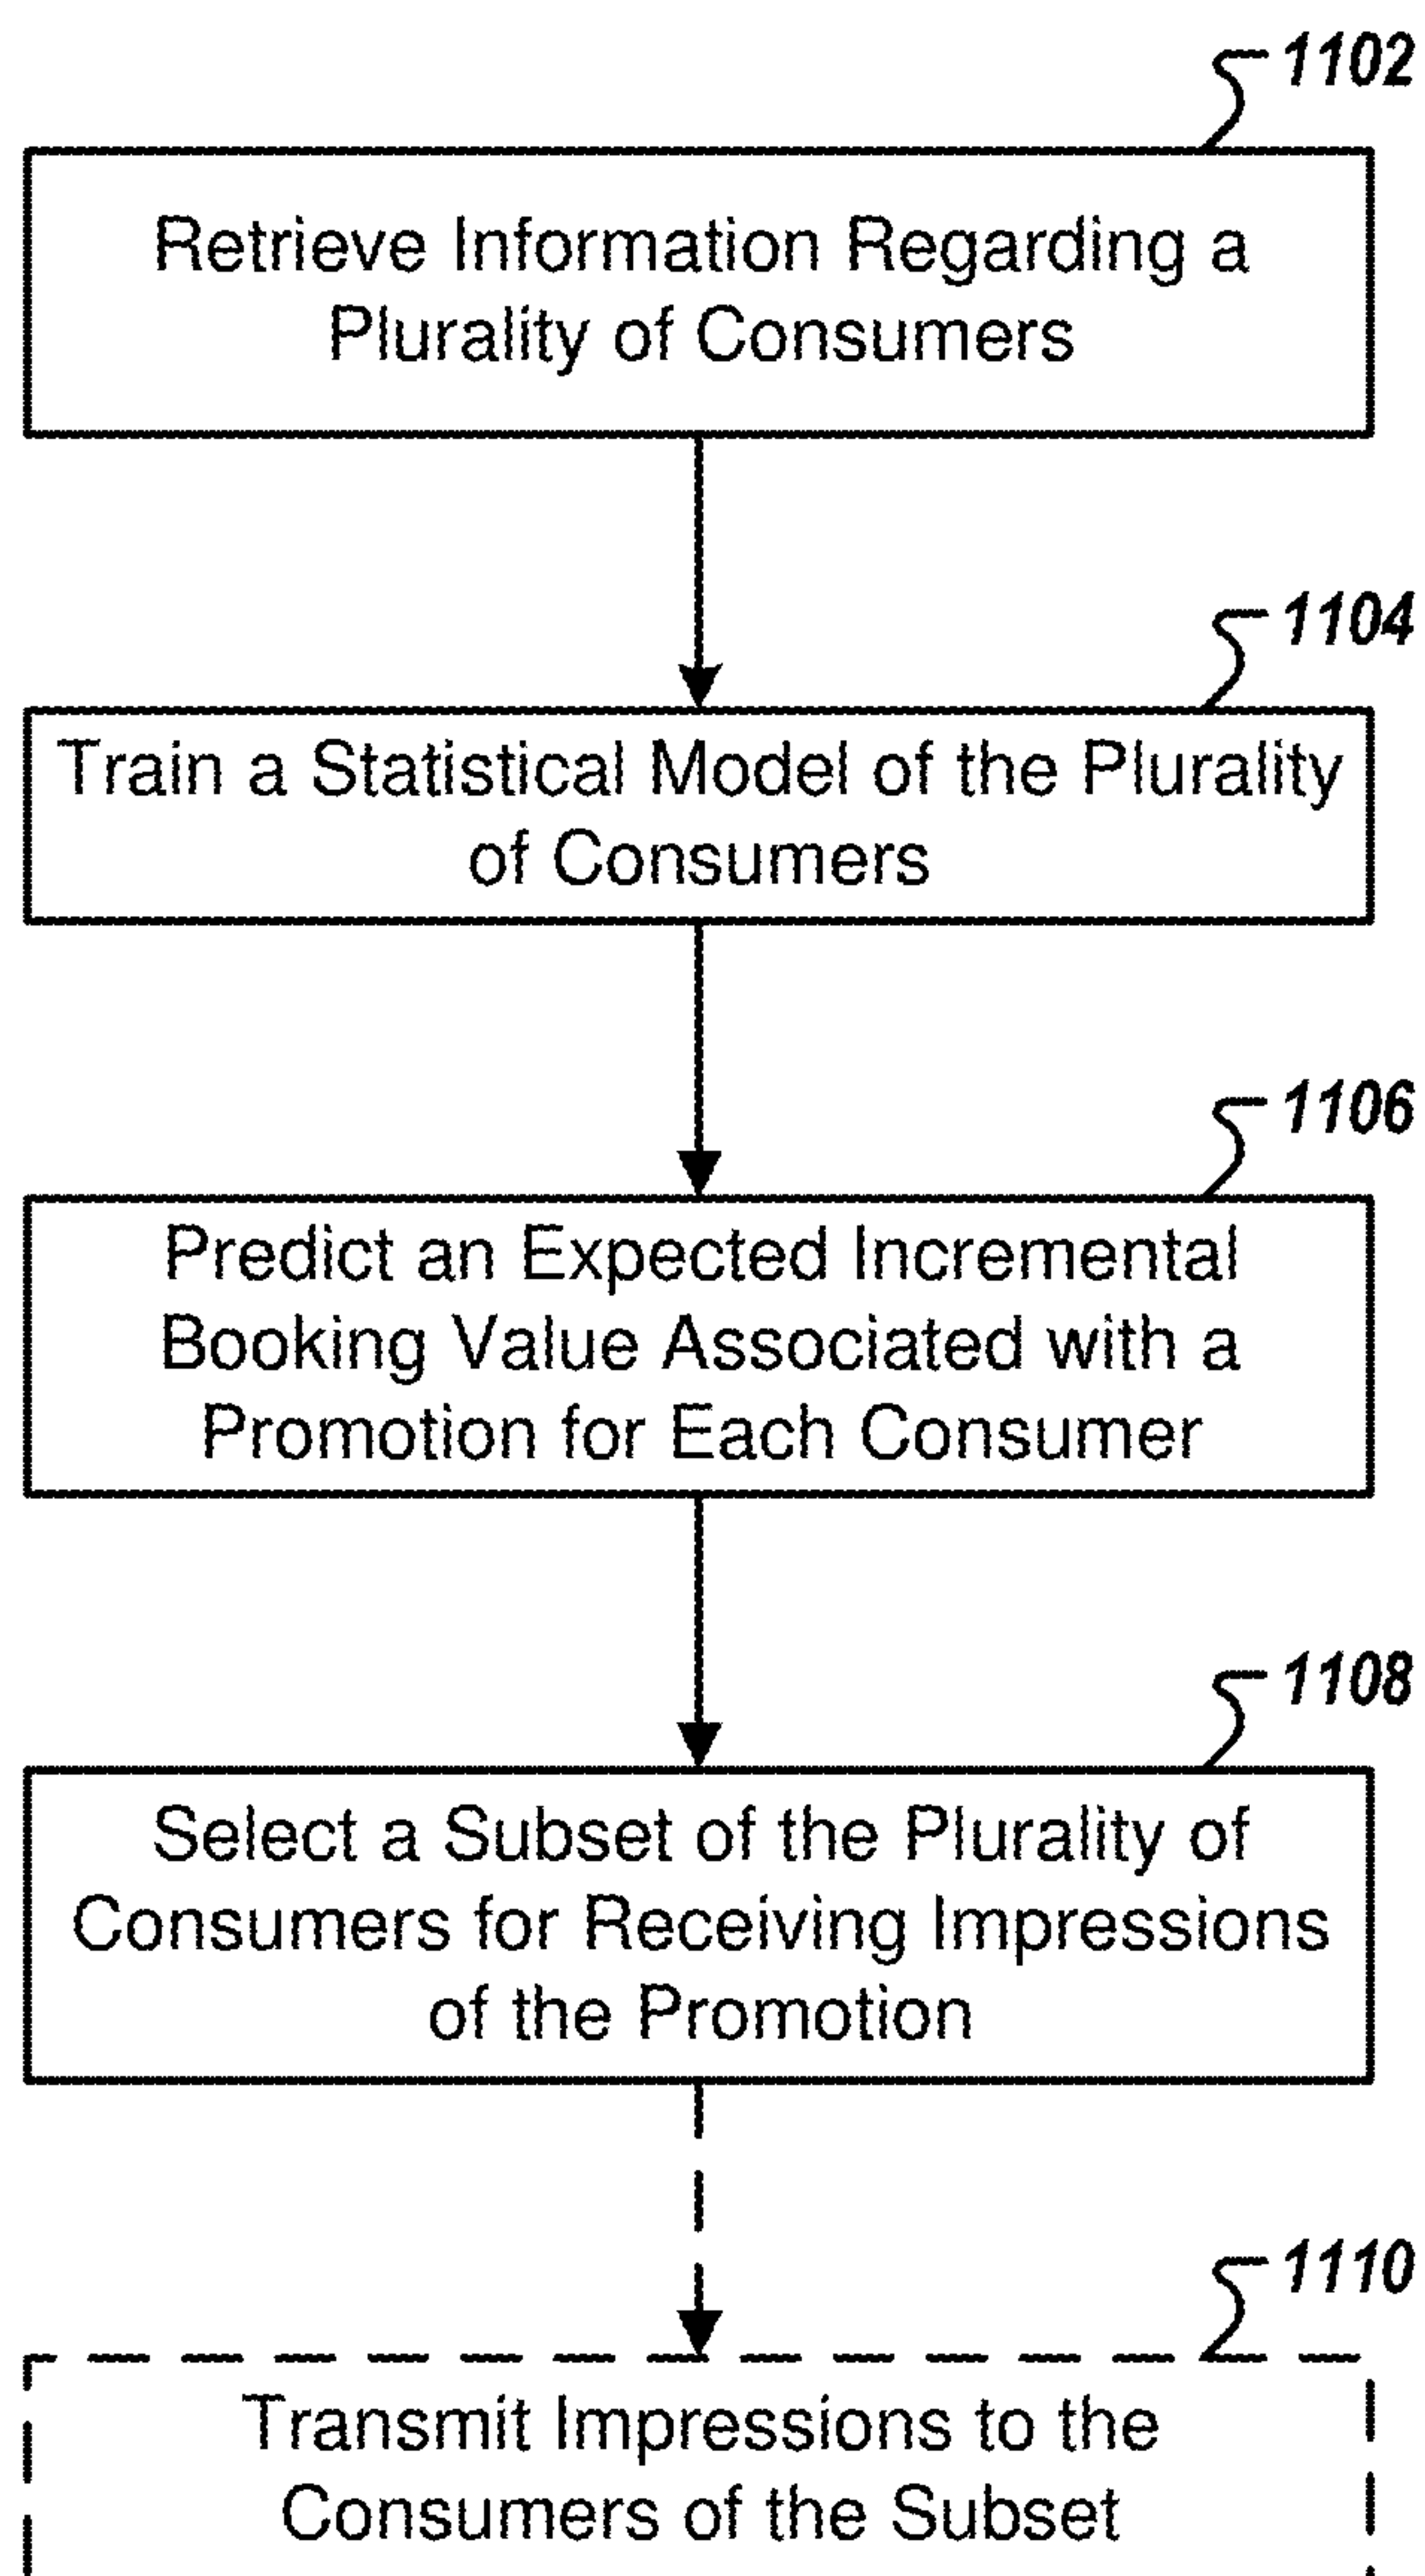 1102
Retrieve Information Regarding a
Plurality of Consumers
1104
Train a Statistical Model of the Plurality
of Consumers
1106
Predict an Expected Incremental
Booking Value Associated with a
Promotion for Each Consumer
1108
Select a Subset of the Plurality of
Consumers for Receiving Impressions
of the Promotion
1110
Transmit Impressions to the
Consumers of the Subset